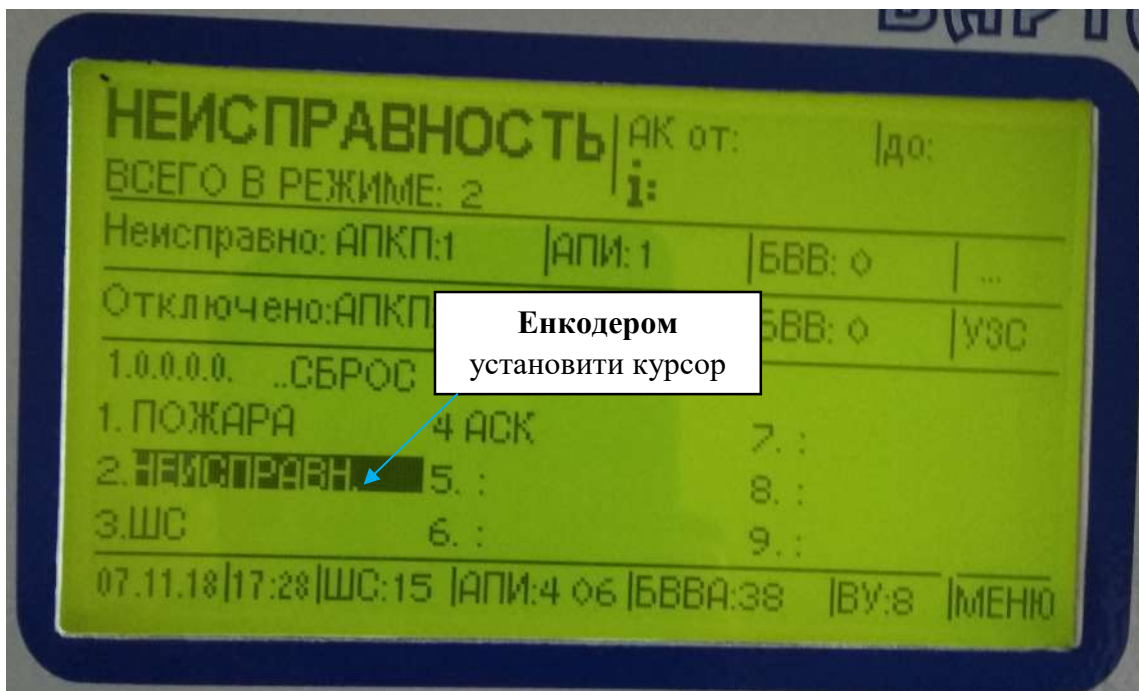 НЕИСПРАВНОСТЬ
АК от: |до:
ВСЕГО В РЕЖИМЕ: 2
i:
Неисправно: АПКП:1 |АПИ: 1 |БВВ: 0 | ...
Отключено:АПКП БВВ: 0 |УЗС
Енкодером
установити курсор
1.0.0.0.0. ..СБРОС
1. ПОЖАРА 4 АСК 7. :
2. НЕИСПРАВН. 5. :  8. :
3.ШС 6. : 9. :
07.11.18|17:28|ШС:15 |АПИ:4 06 |БВВА:38 |ВУ:8 |МЕНЮ